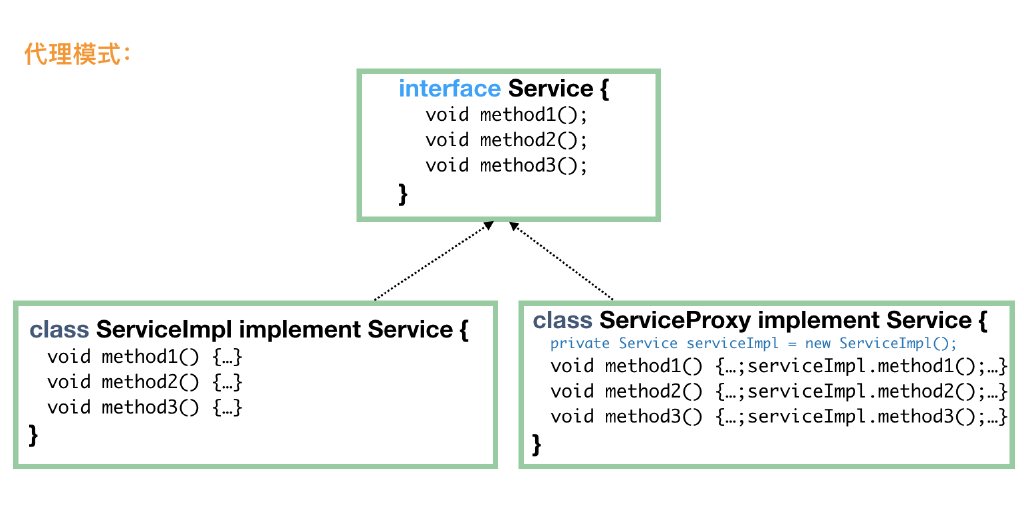 代理模式：
interface Service {
void method1();
void method2();
void method3();
}
class ServiceImpl implement Service {
void method1() {…}
void method2() {…}
void method3() {…}
}
class ServiceProxy implement Service {
private Service serviceImpl = new ServiceImpl();
void method1() {…;serviceImpl.method1();…}
void method2() {…;serviceImpl.method2();…}
void method3() {…;serviceImpl.method3();…}
}